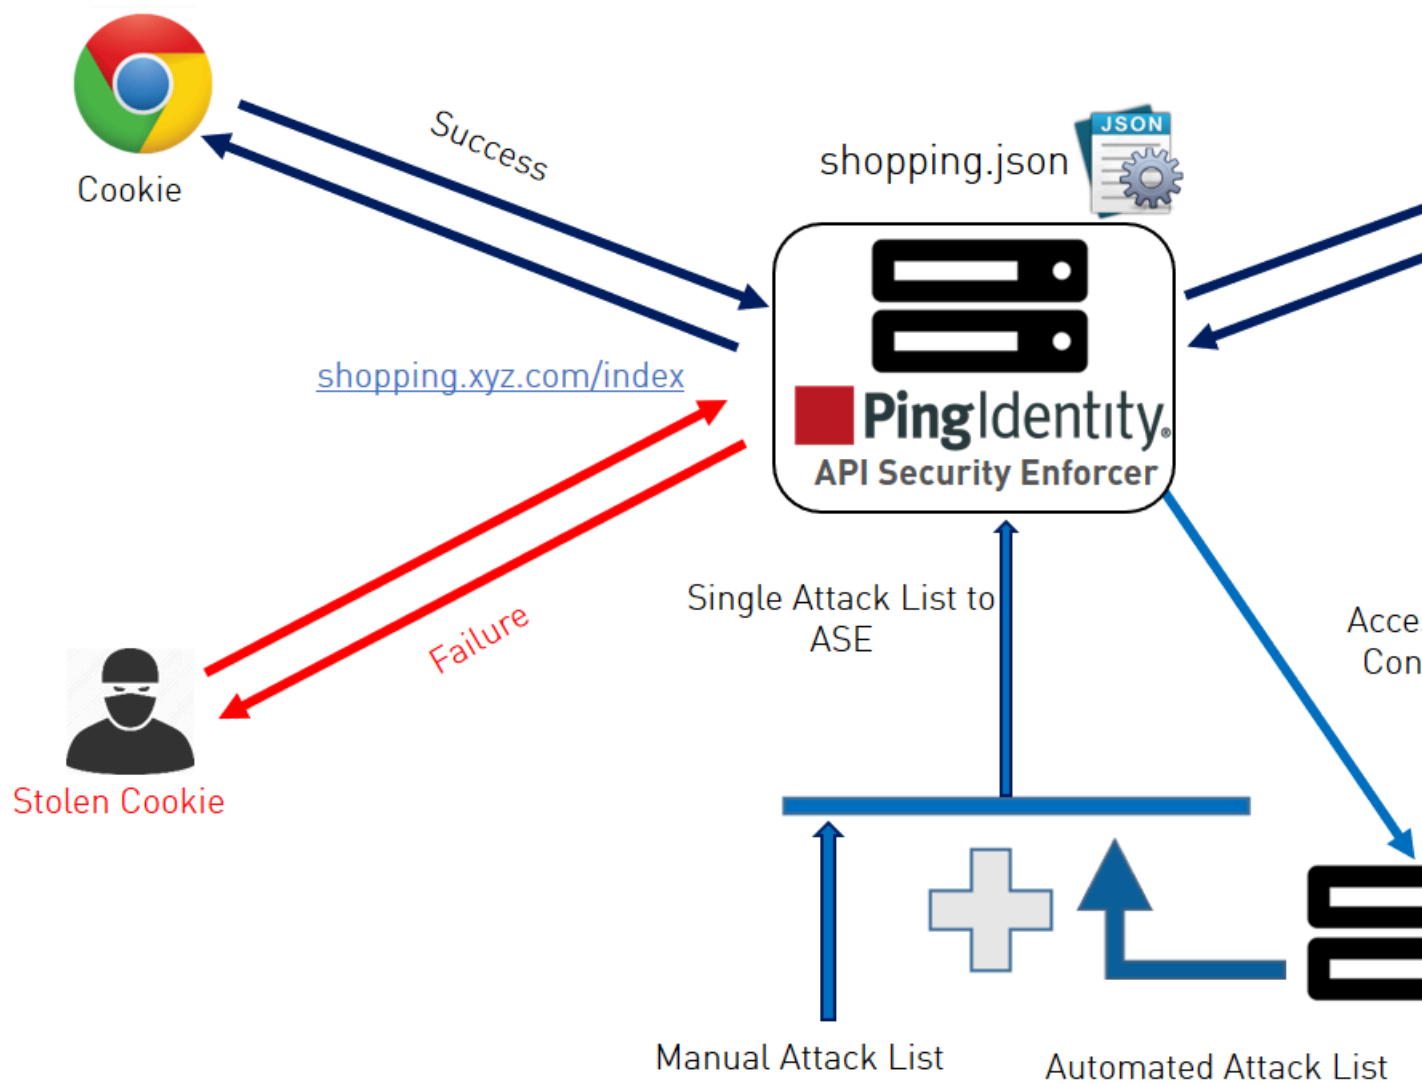 Cookie
Success
shopping.json
JSON
shopping.xyz.com/index
PingIdentity®
API Security Enforcer
Failure
Stolen Cookie
Single Attack List to
ASE
Manual Attack List
Automated Attack List